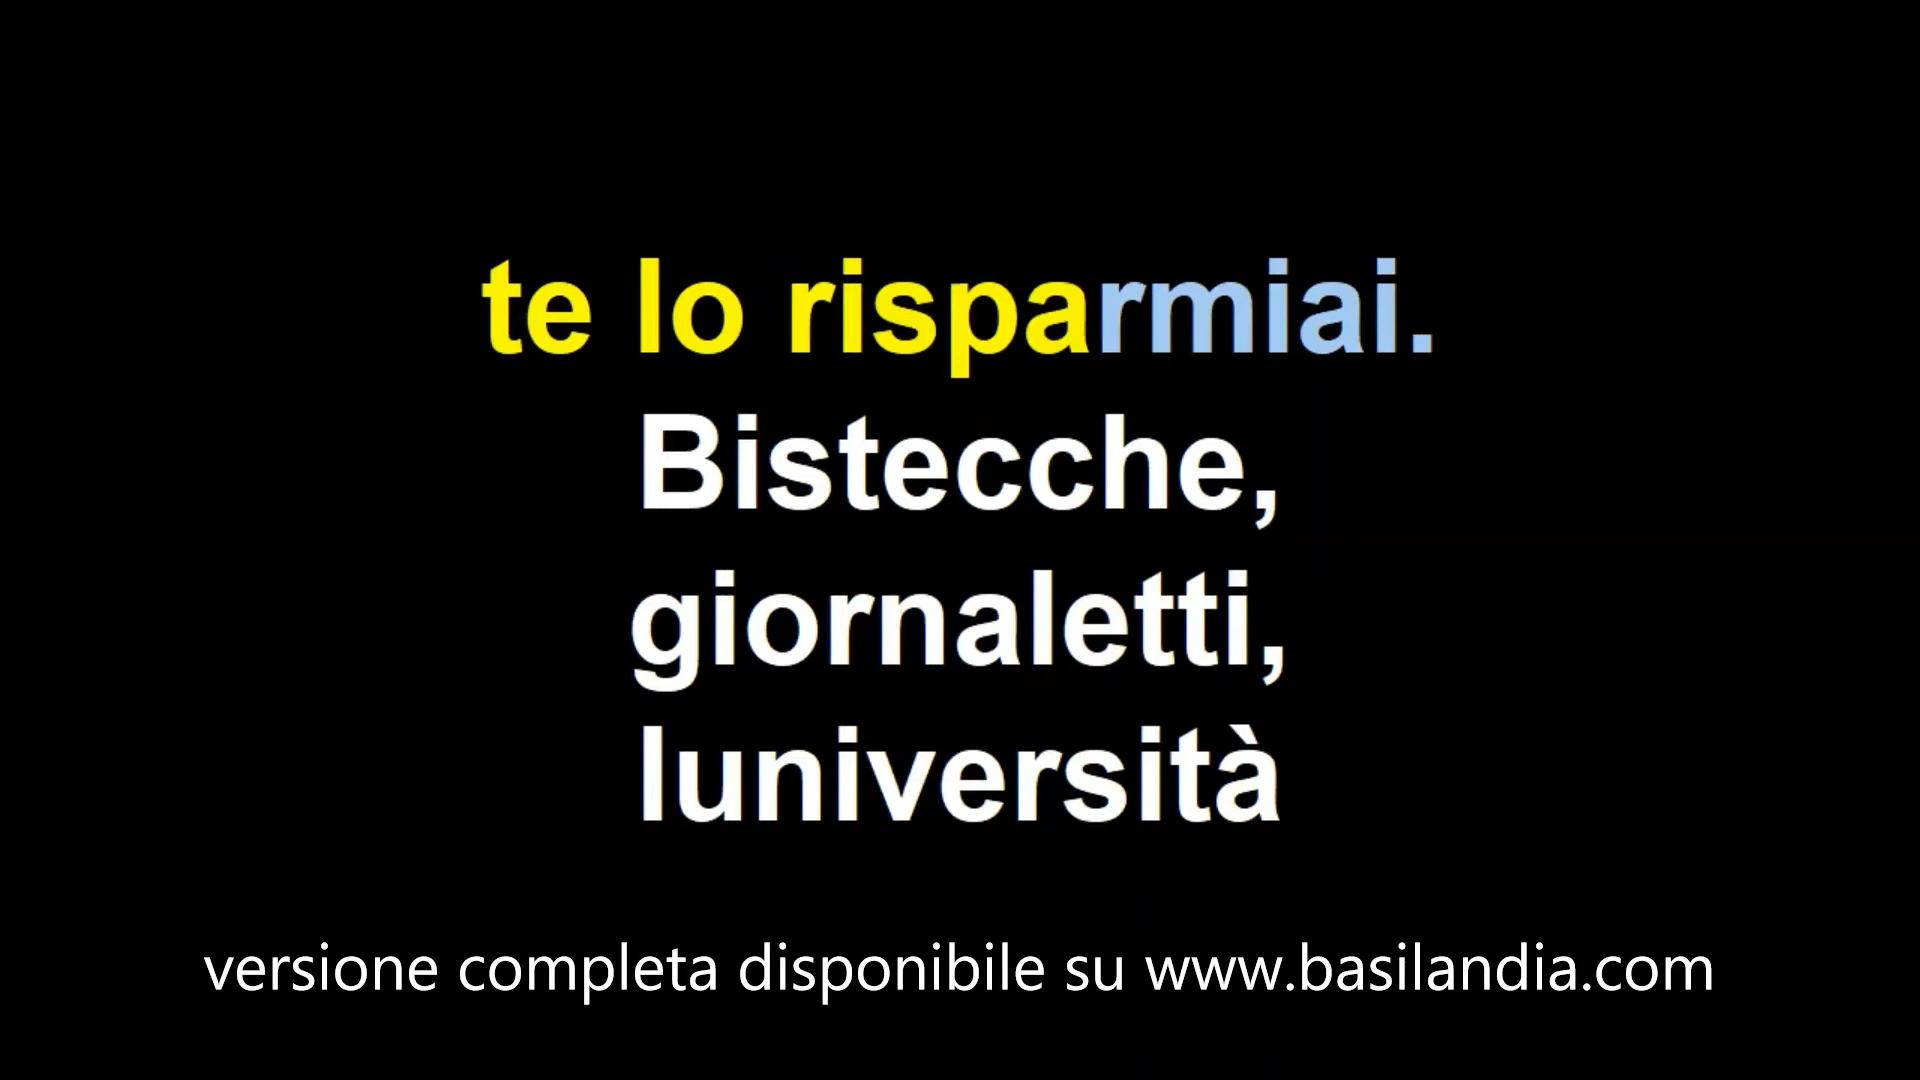 te lo risparmiai.
Bistecche,
giornaletti,
luniversità
versione completa disponibile su www.basilandia.com